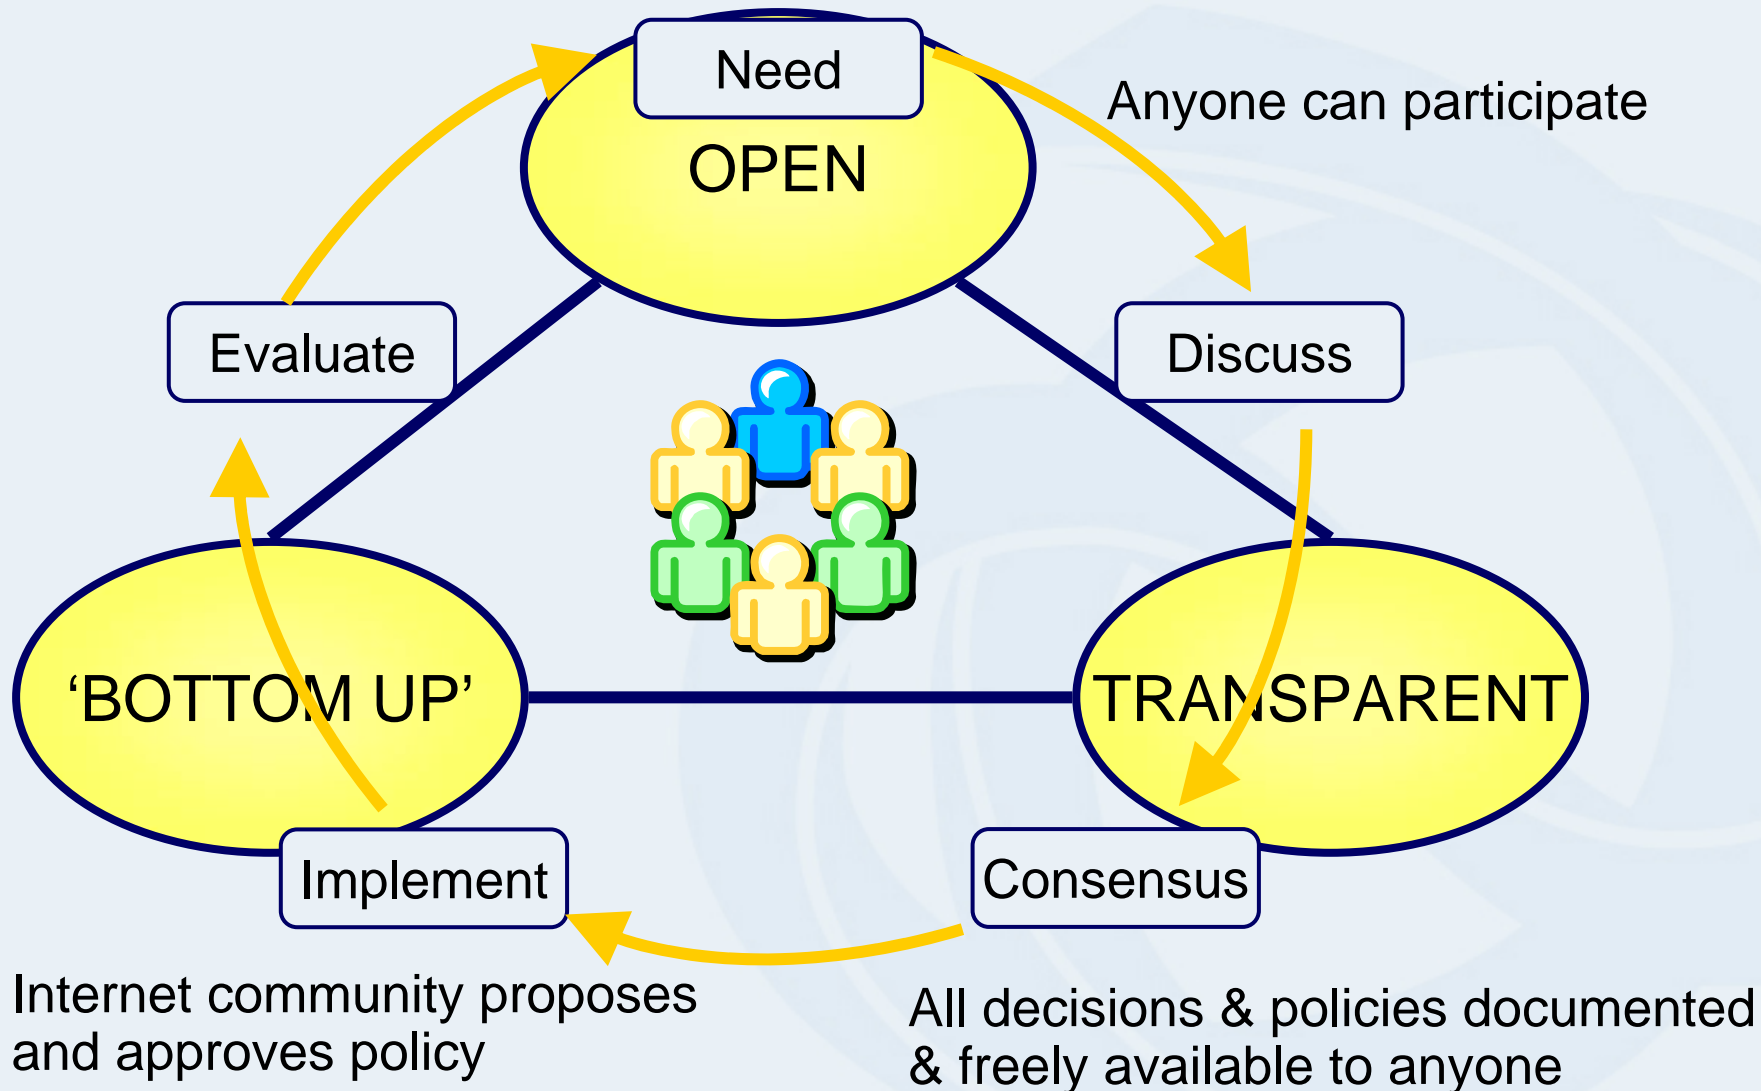 Need
Anyone can participate
OPEN
Evaluate
Discuss
‘BOTTOM UP’
TRANSPARENT
Implement
Consensus
Internet community proposes
and approves policy
All decisions & policies documented
& freely available to anyone